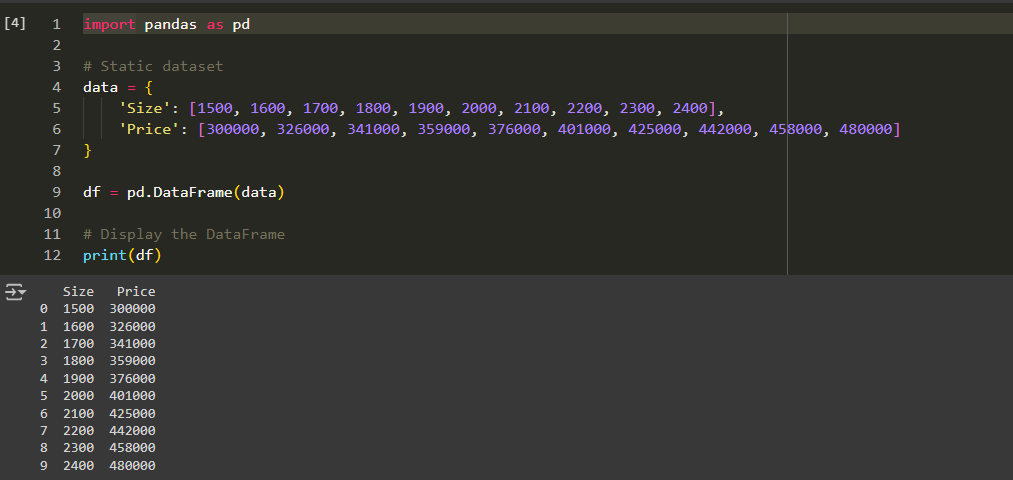 [4] 1 import pandas as pd
2
3 # Static dataset
4 data = {
5 'Size': [1500, 1600, 1700, 1800, 1900, 2000, 2100, 2200, 2300, 2400],
6 'Price': [300000, 326000, 341000, 359000, 376000, 401000, 425000, 442000, 458000, 480000]
7 }
8
9 df = pd.DataFrame(data)
10
11 # Display the DataFrame
12 print(df)
Size Price
0 1500 300000
1 1600 326000
2 1700 341000
3 1800 359000
4 1900 376000
5 2000 401000
6 2100 425000
7 2200 442000
8 2300 458000
9 2400 480000